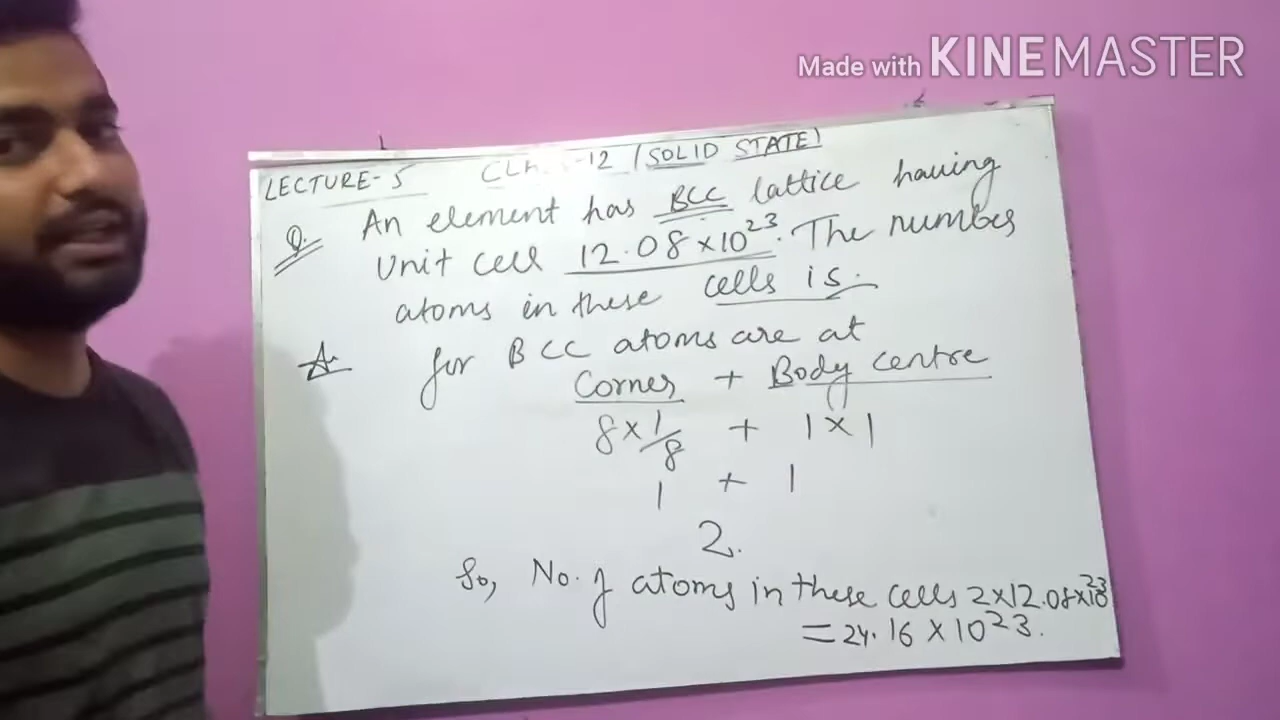 Made with KINEMASTER
LECTURE-5 12 (SOLID STATE)
Q. An element has BCC lattice having
Unit cell 12.08×10²³. The number
atoms in these cells is.
for BCC atoms are at
Corner + Body centre
8×1/8 + 1×1
1 + 1
2.
So, No. of atoms in these cells 2×12.08×10²³
=24.16×10²³.